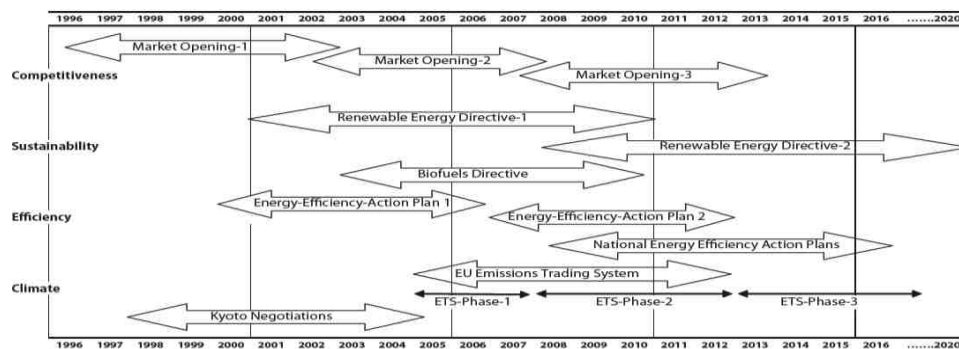 1996 1997 1998 1999 2000 2001 2002 2003 2004 2005 2006 2007 2008 2009 2010 2011 2012 2013 2014 2015 2016 .......2020
Market Opening-1
Market Opening-2
Competitiveness
Market Opening-3
Renewable Energy Directive-1
Sustainability
Renewable Energy Directive-2
Biofuels Directive
Energy-Efficiency-Action Plan 1
Efficiency
Energy-Efficiency-Action Plan 2
National Energy Efficiency Action Plans
EU Emissions Trading System
Climate
ETS-Phase-1 ETS-Phase-2 ETS-Phase-3
Kyoto Negotiations
1996 1997 1998 1999 2000 2001 2002 2003 2004 2005 2006 2007 2008 2009 2010 2011 2012 2013 2014 2015 2016 .......2020